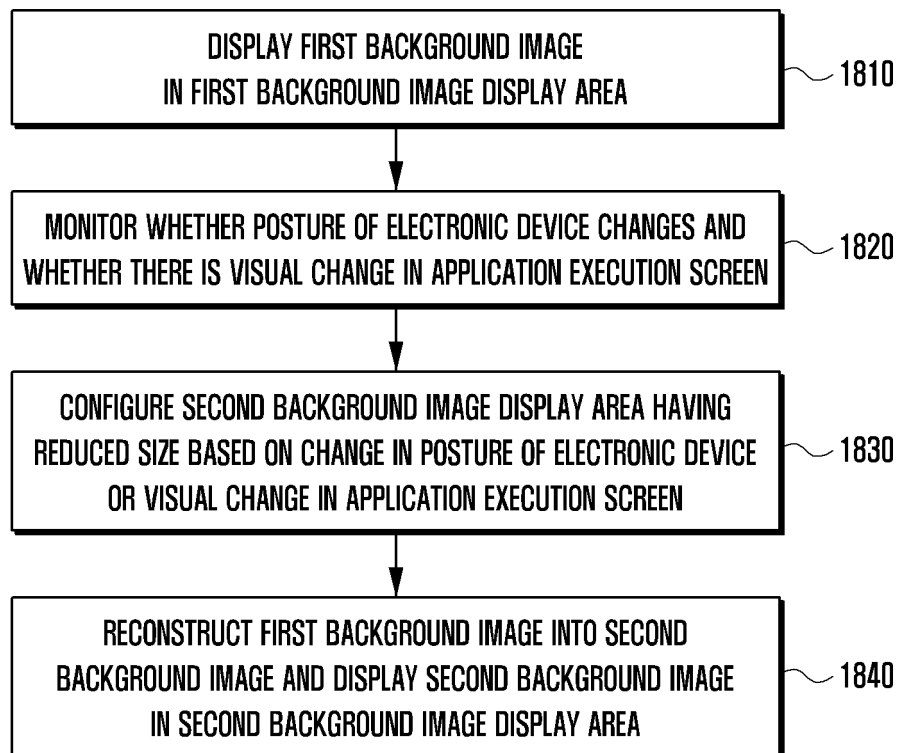 DISPLAY FIRST BACKGROUND IMAGE
IN FIRST BACKGROUND IMAGE DISPLAY AREA
1810
MONITOR WHETHER POSTURE OF ELECTRONIC DEVICE CHANGES AND
WHETHER THERE IS VISUAL CHANGE IN APPLICATION EXECUTION SCREEN
1820
CONFIGURE SECOND BACKGROUND IMAGE DISPLAY AREA HAVING
REDUCED SIZE BASED ON CHANGE IN POSTURE OF ELECTRONIC DEVICE
OR VISUAL CHANGE IN APPLICATION EXECUTION SCREEN
1830
RECONSTRUCT FIRST BACKGROUND IMAGE INTO SECOND
BACKGROUND IMAGE AND DISPLAY SECOND BACKGROUND IMAGE
IN SECOND BACKGROUND IMAGE DISPLAY AREA
1840